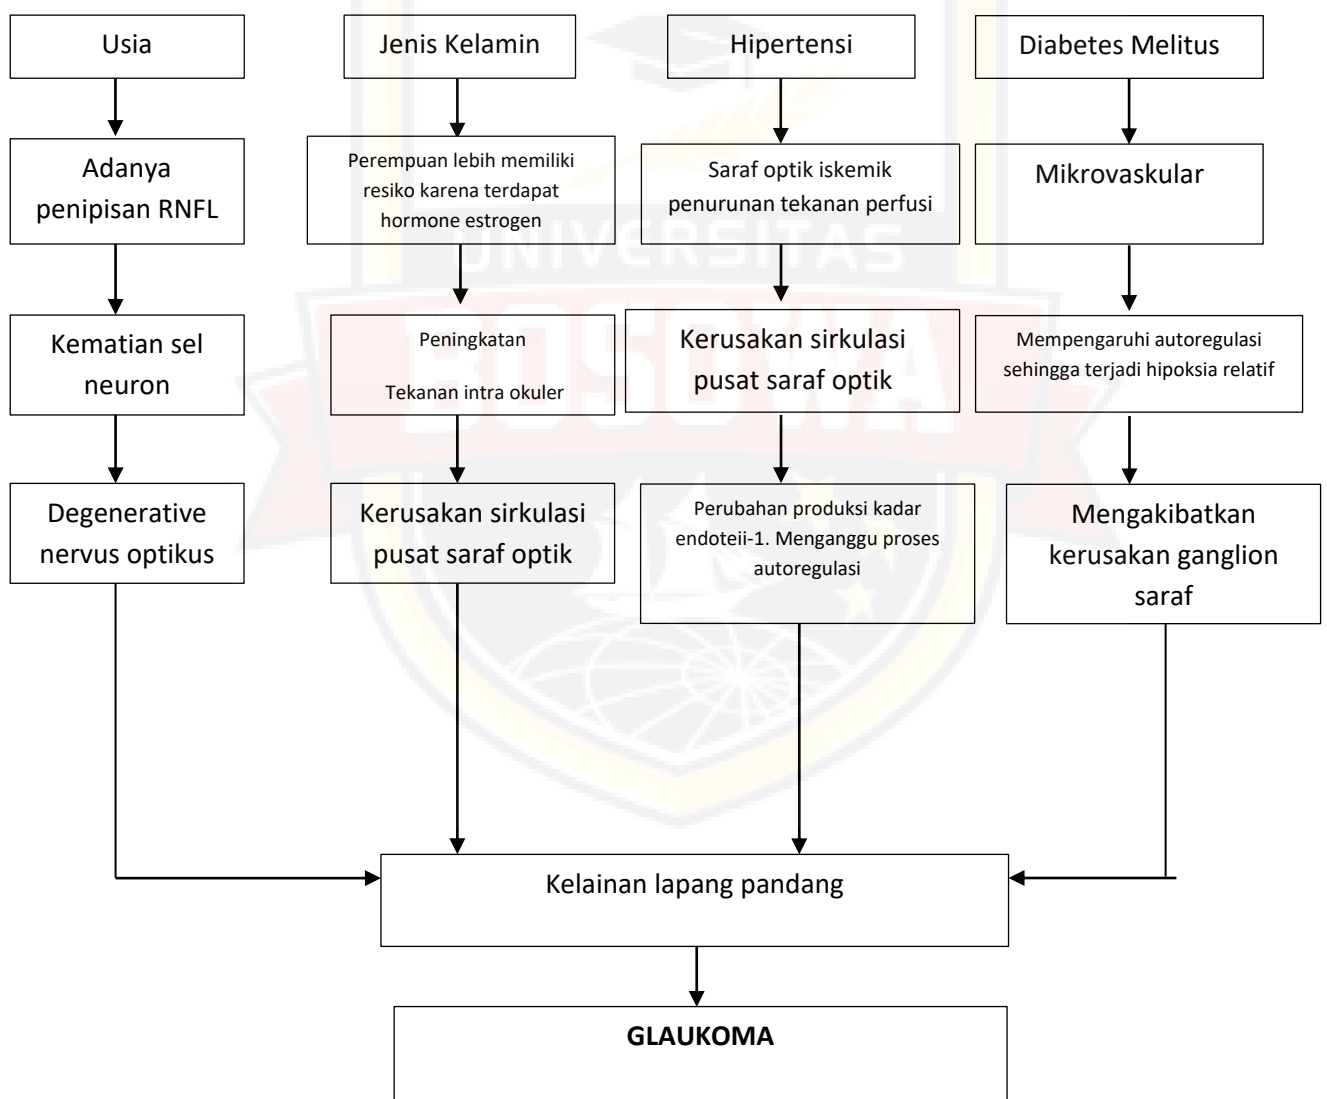 Usia
Jenis Kelamin
Hipertensi
Diabetes Melitus
Adanya
penipisan RNFL
Perempuan lebih memiliki
resiko karena terdapat
hormone estrogen
Saraf optik iskemik
penurunan tekanan perfusi
Mikrovaskular
UNIVERSITAS
BOSOWA
Kematian sel
neuron
Peningkatan
Tekanan intra okuler
Kerusakan sirkulasi
pusat saraf optik
Mempengaruhi autoregulasi
sehingga terjadi hipoksia relatif
Degenerative
nervus optikus
Kerusakan sirkulasi
pusat saraf optik
Perubahan produksi kadar
endoteii-1. Menganggu proses
autoregulasi
Mengakibatkan
kerusakan ganglion
saraf
Kelainan lapang pandang
GLAUKOMA